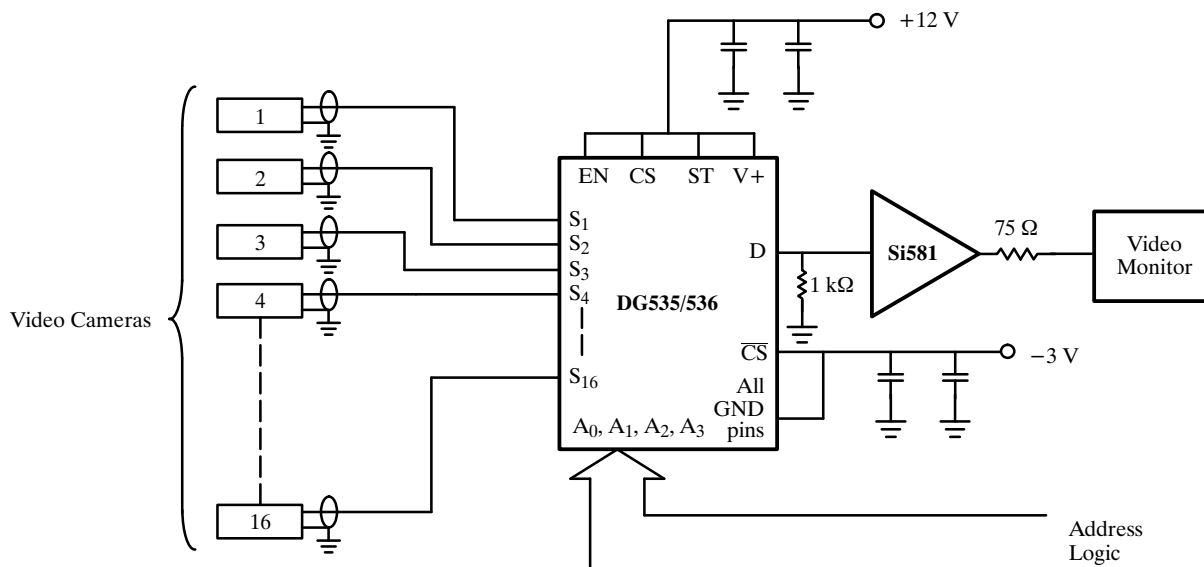 +12 V
1
2
3
4
16
Video Cameras
EN CS ST V+
S1
S2
S3
S4
S16
D
DG535/536
C̅S̅
All
GND
pins
A0, A1, A2, A3
1 kΩ
Si581
75 Ω
Video
Monitor
−3 V
Address
Logic